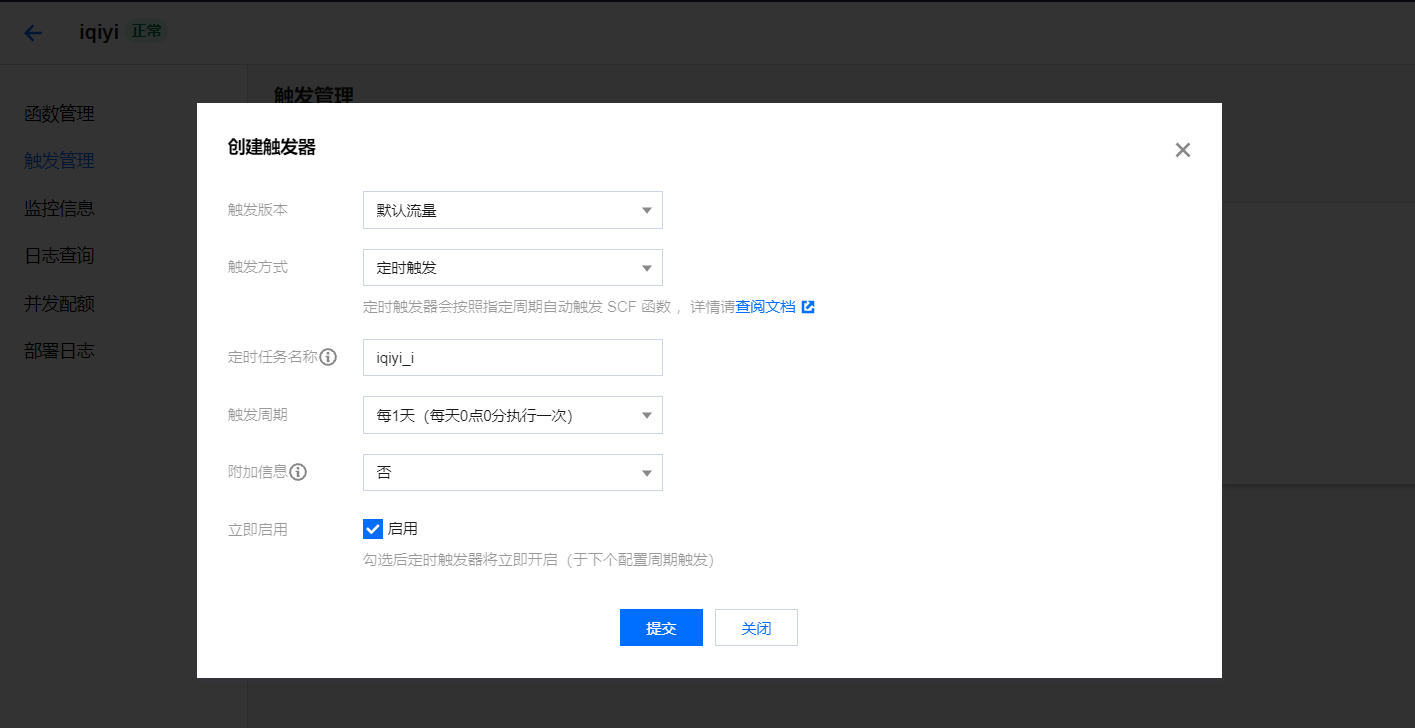 iqiyi 正常
函数管理
触发管理
监控信息
日志查询
并发配额
部署日志
触发管理
创建触发器
触发版本 默认流量
触发方式 定时触发
定时触发器会按照指定周期自动触发 SCF 函数，详情请查阅文档
定时任务名称 iqiyi_i
触发周期 每1天（每天0点0分执行一次）
附加信息 否
立即启用 启用
勾选后定时触发器将立即开启（于下个配置周期触发）
提交 关闭